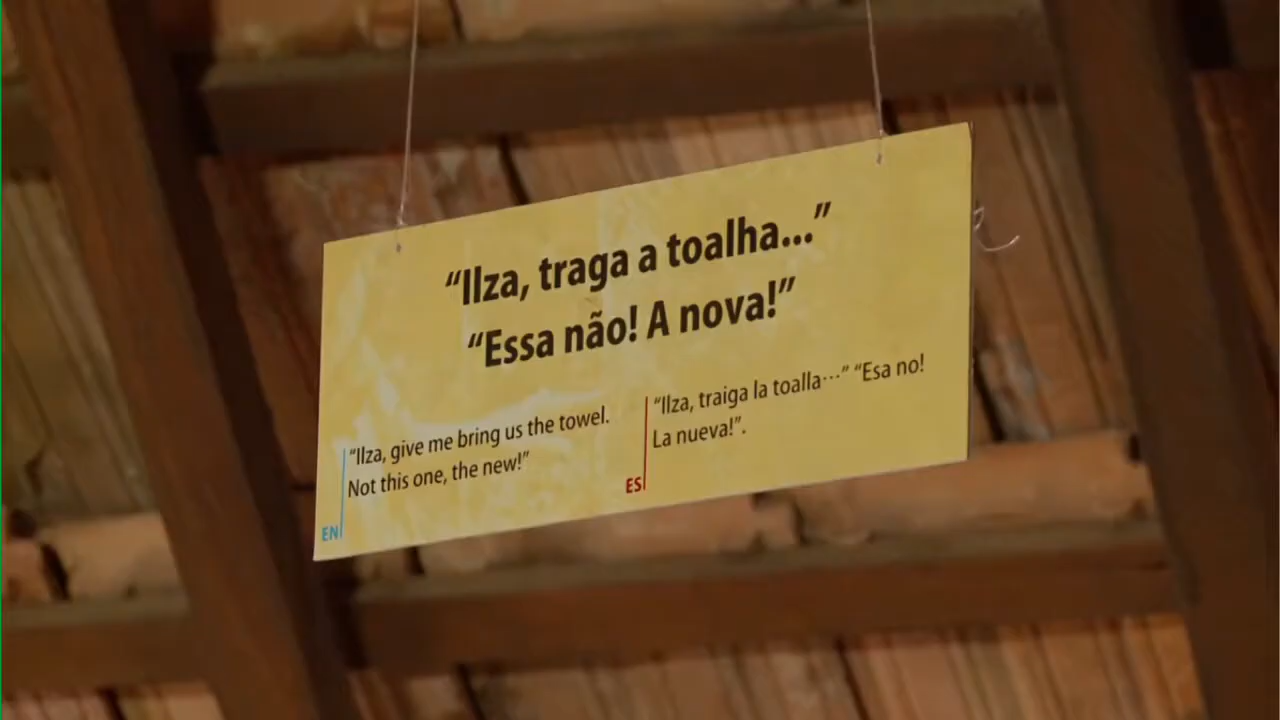 “Ilza, traga a toalha...”
“Essa não! A nova!”
“Ilza, give me bring us the towel.
Not this one, the new!”
EN
“Ilza, traiga la toalla...” “Esa no!
La nueva!”.
ES